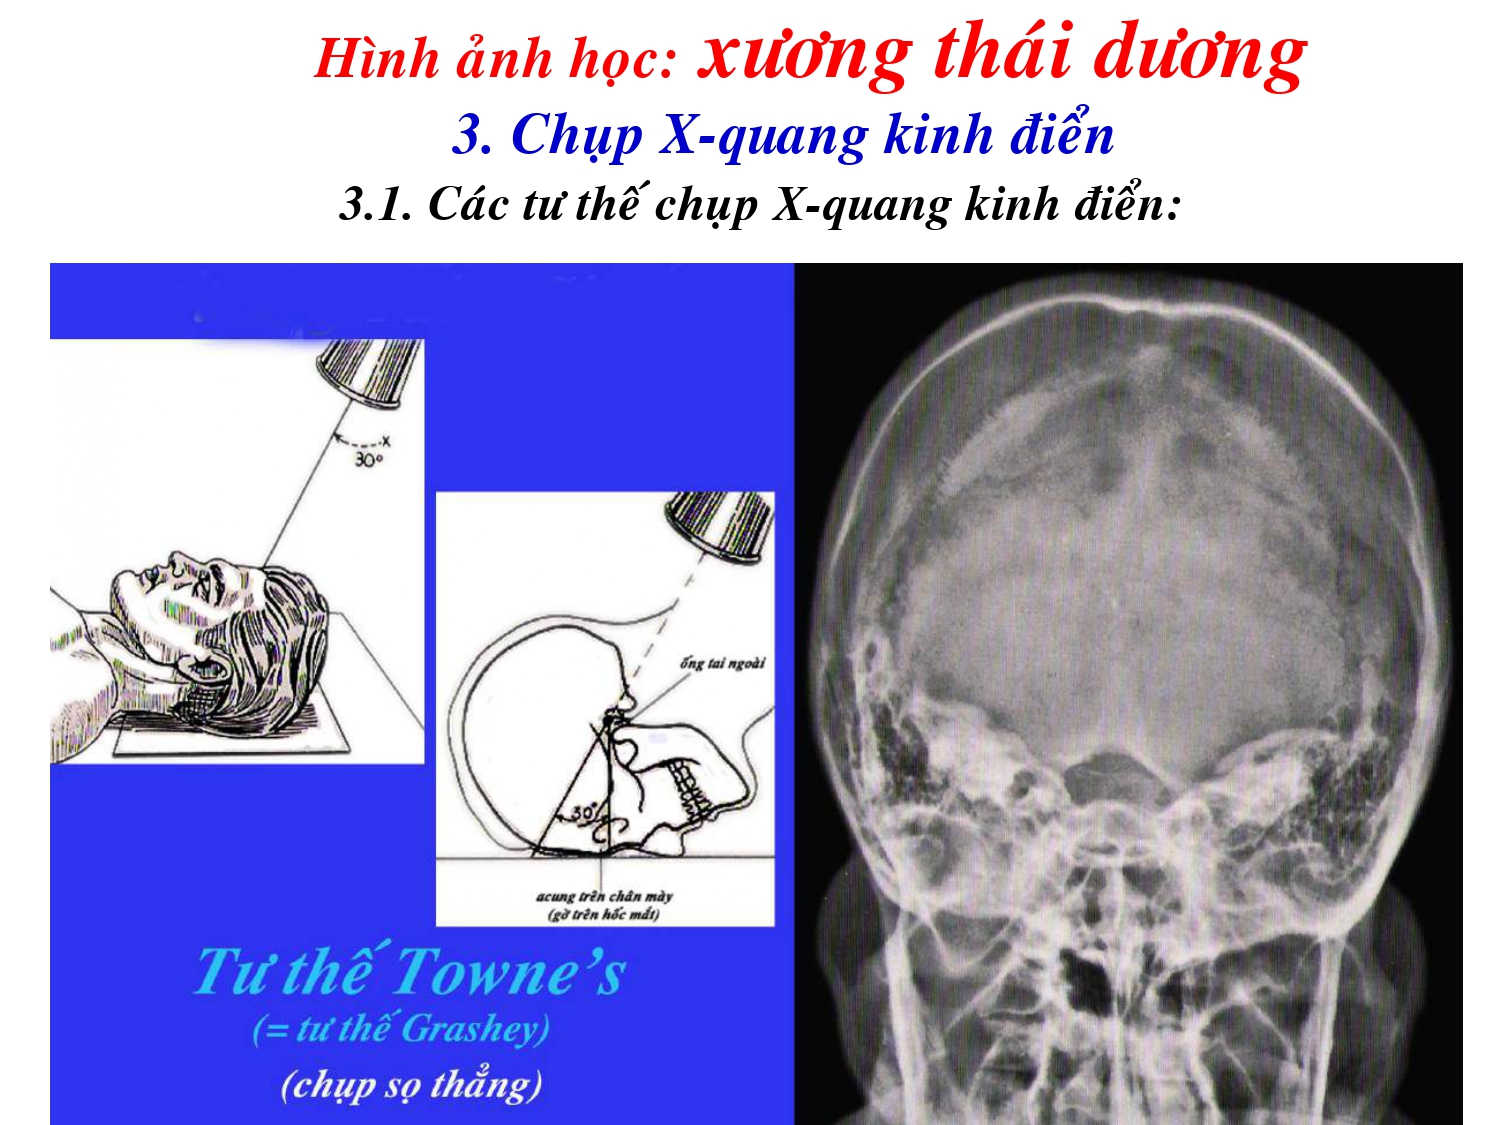 Hình ảnh học: xương thái dương
3. Chụp X-quang kinh điển
3.1. Các tư thế chụp X-quang kinh điển:
x
30°
ống tai ngoài
30°
acung trên chân mày
(gờ trên hốc mắt)
Tư thế Towne's
(= tư thế Grashey)
(chụp sọ thẳng)